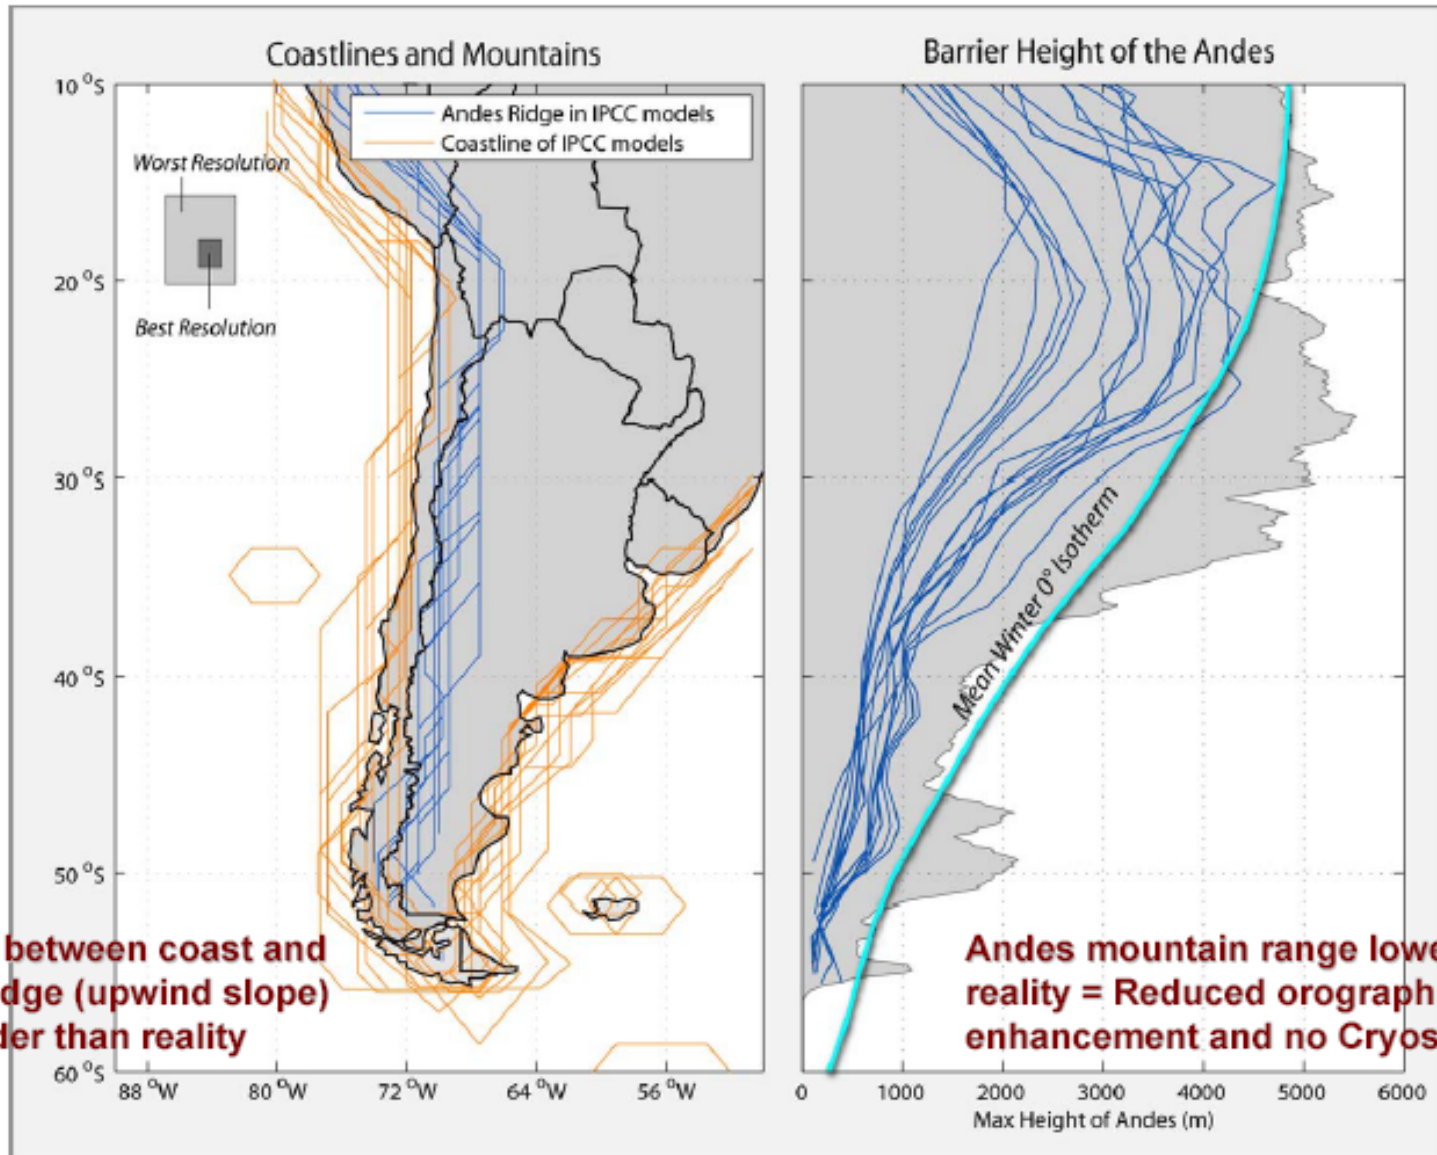 Coastlines and Mountains
Barrier Height of the Andes
Andes Ridge in IPCC models
Coastline of IPCC models
Worst Resolution
Best Resolution
10 °S
20 °S
30 °S
40 °S
50 °S
60 °S
88 °W
80 °W
72 °W
64 °W
56 °W
between coast and
dge (upwind slope)
der than reality
Mean Winter 0° Isotherm
Andes mountain range lowe
reality = Reduced orograph
enhancement and no Cryos
0
1000
2000
3000
4000
5000
6000
Max Height of Andes (m)